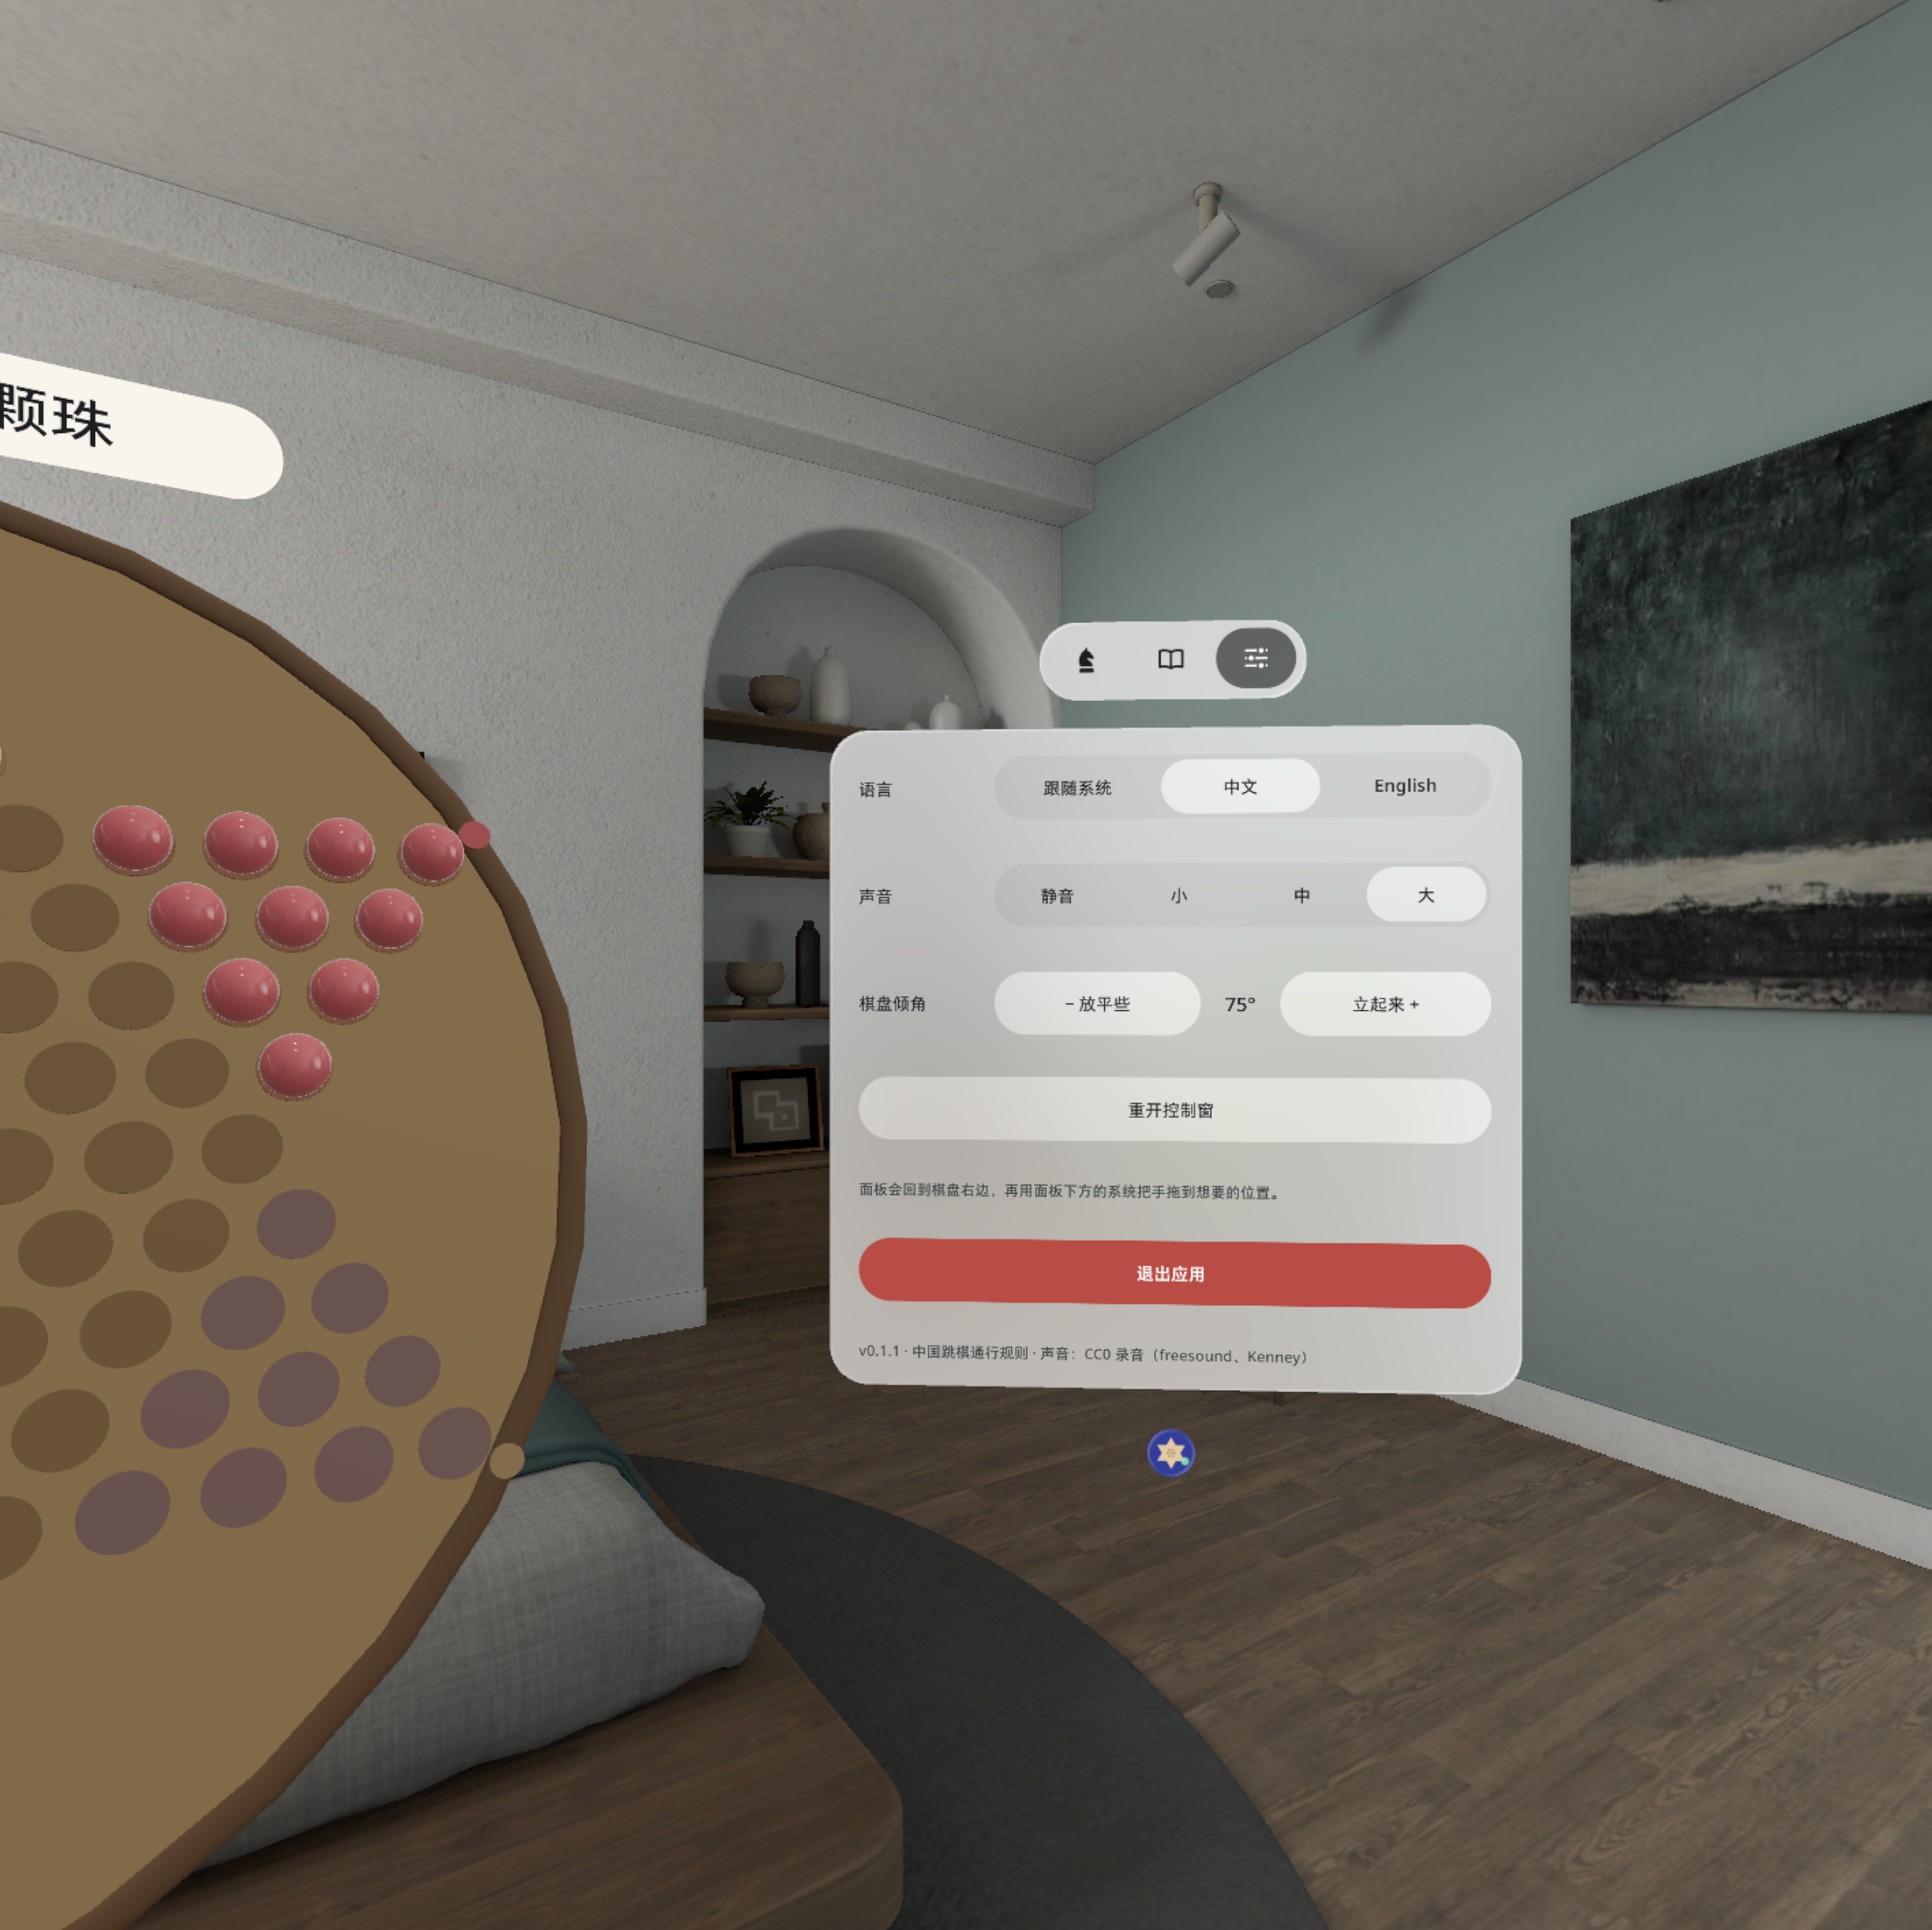 颗珠
语言
跟随系统
中文
English
声音
静音
小
中
大
棋盘倾角
− 放平些
75°
立起来 +
重开控制窗
面板会回到棋盘右边，再用面板下方的系统把手拖到想要的位置。
退出应用
v0.1.1 · 中国跳棋通行规则 · 声音：CC0 录音（freesound、Kenney）